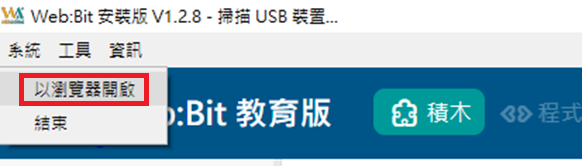 Web:Bit 安裝版 V1.2.8 - 掃描 USB 裝置...
系統 工具 資訊
以瀏覽器開啟
結束
b:Bit 教育版 積木 程式